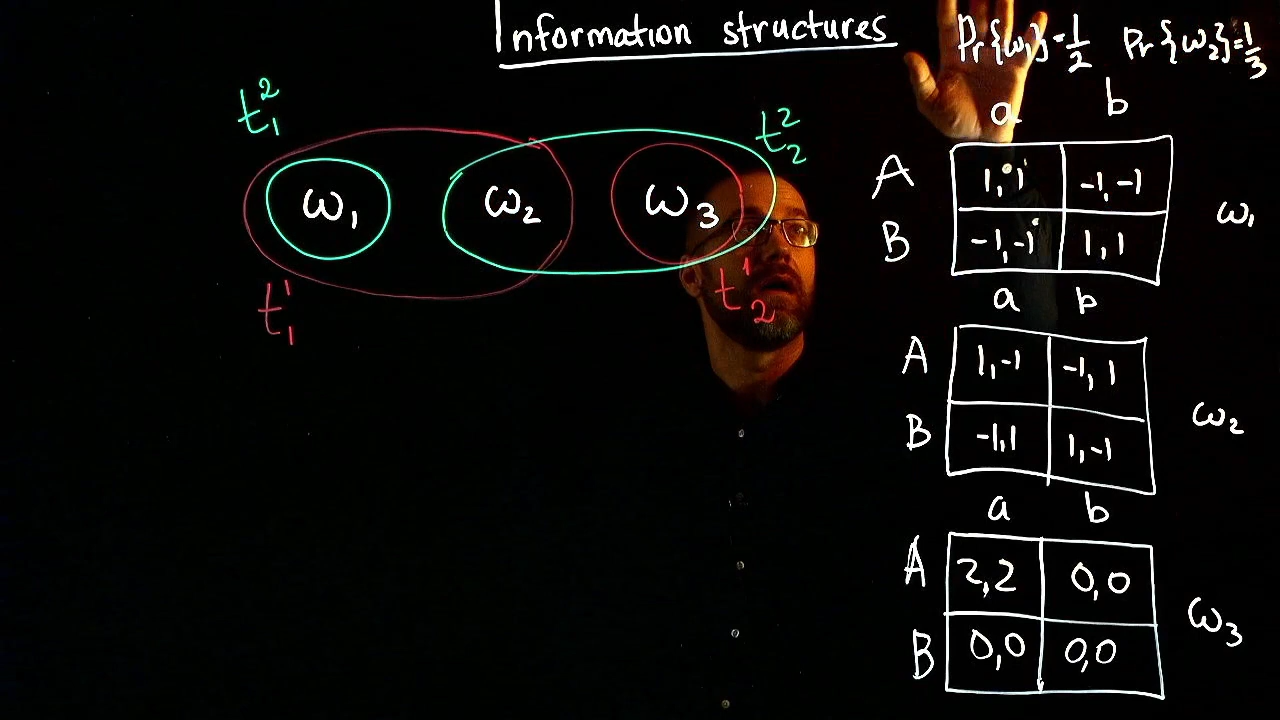 Information structures
Pr{ω₁}=1/2 Pr{ω₂}=1/3
t₁² t₂²
ω₁ ω₂ ω₃
t₁¹ t₂¹
a b
A 1,1 -1,-1
B -1,-1 1,1
ω₁
a b
A 1,-1 -1,1
B -1,1 1,-1
ω₂
a b
A 2,2 0,0
B 0,0 0,0
ω₃